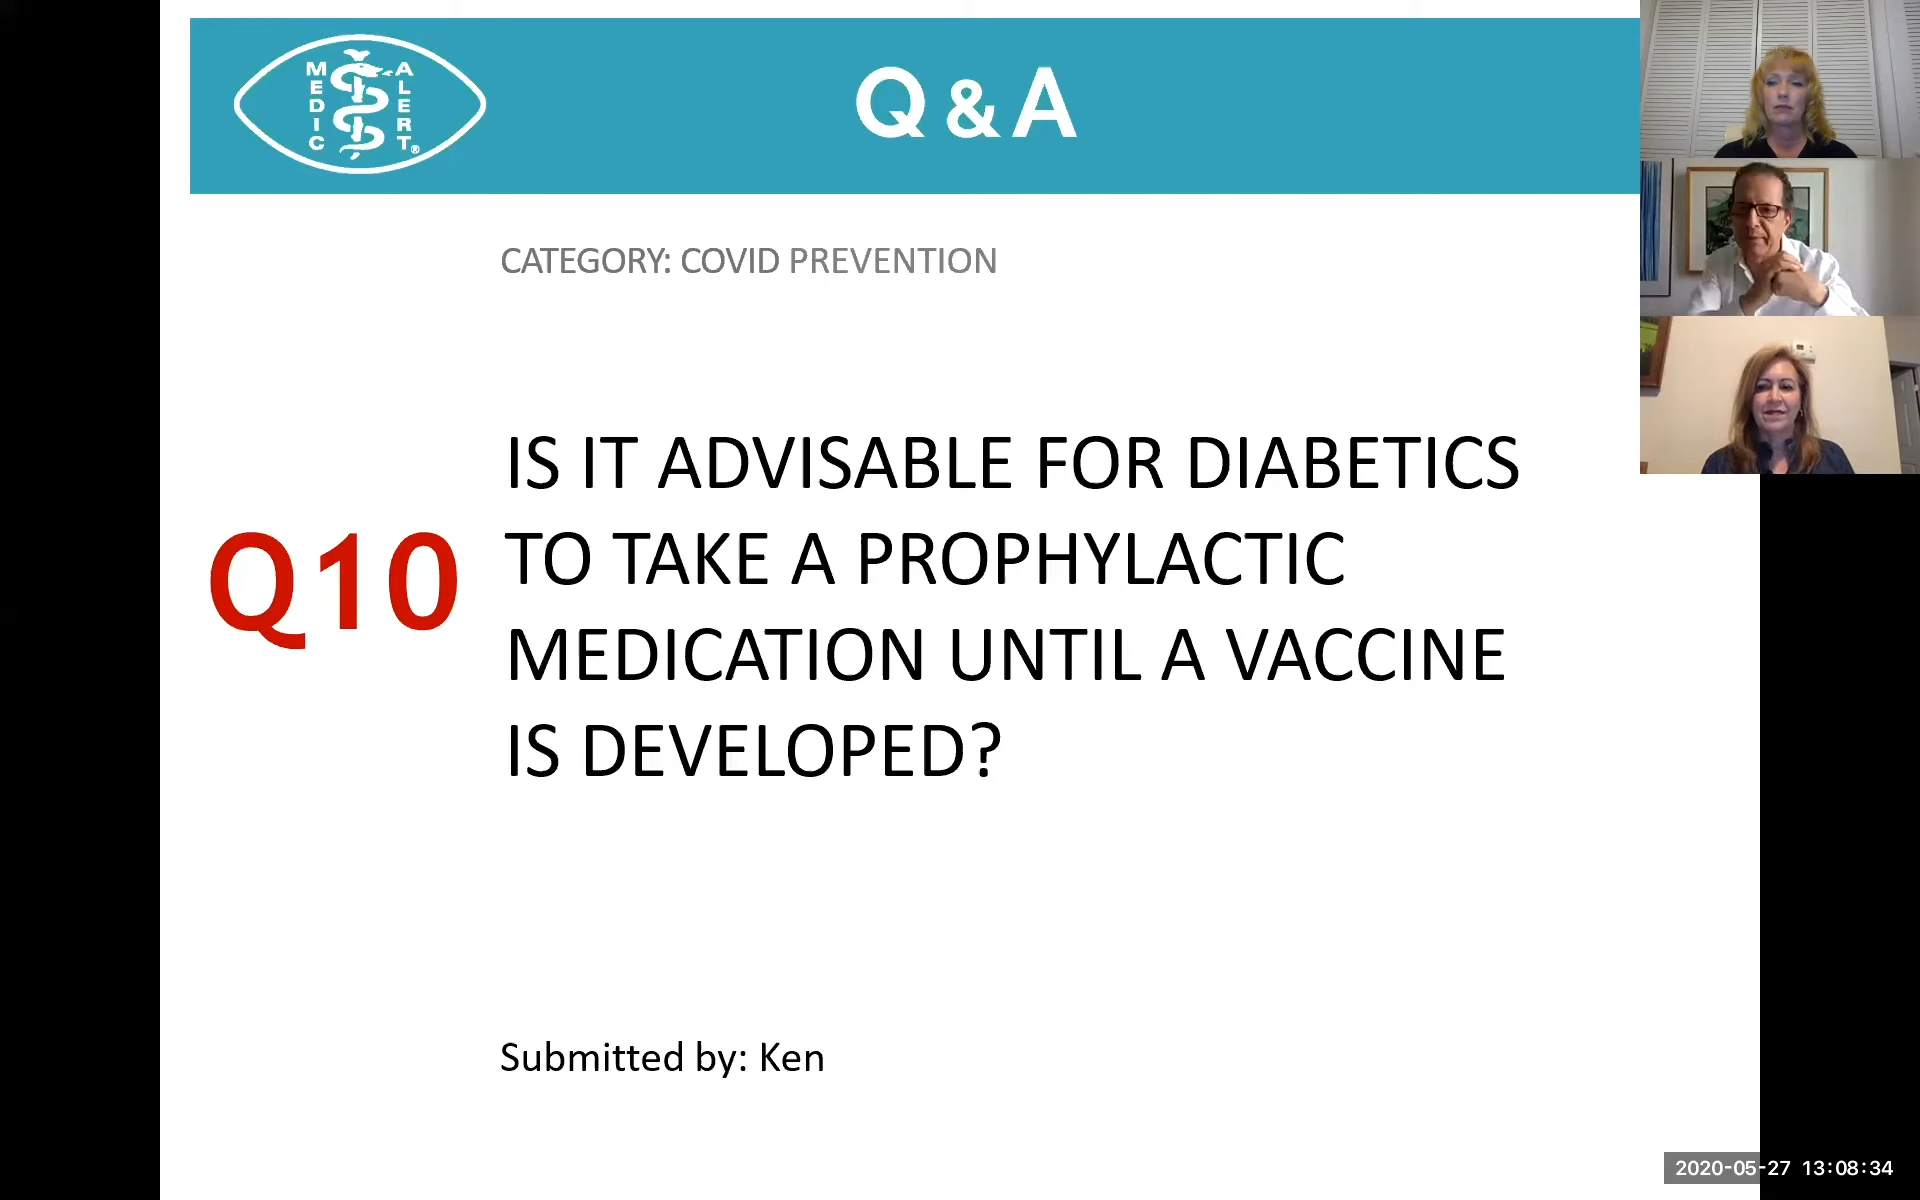 MEDIC ALERT®
Q & A
CATEGORY: COVID PREVENTION
Q10
IS IT ADVISABLE FOR DIABETICS
TO TAKE A PROPHYLACTIC
MEDICATION UNTIL A VACCINE
IS DEVELOPED?
Submitted by: Ken
2020-05-27 13:08:34